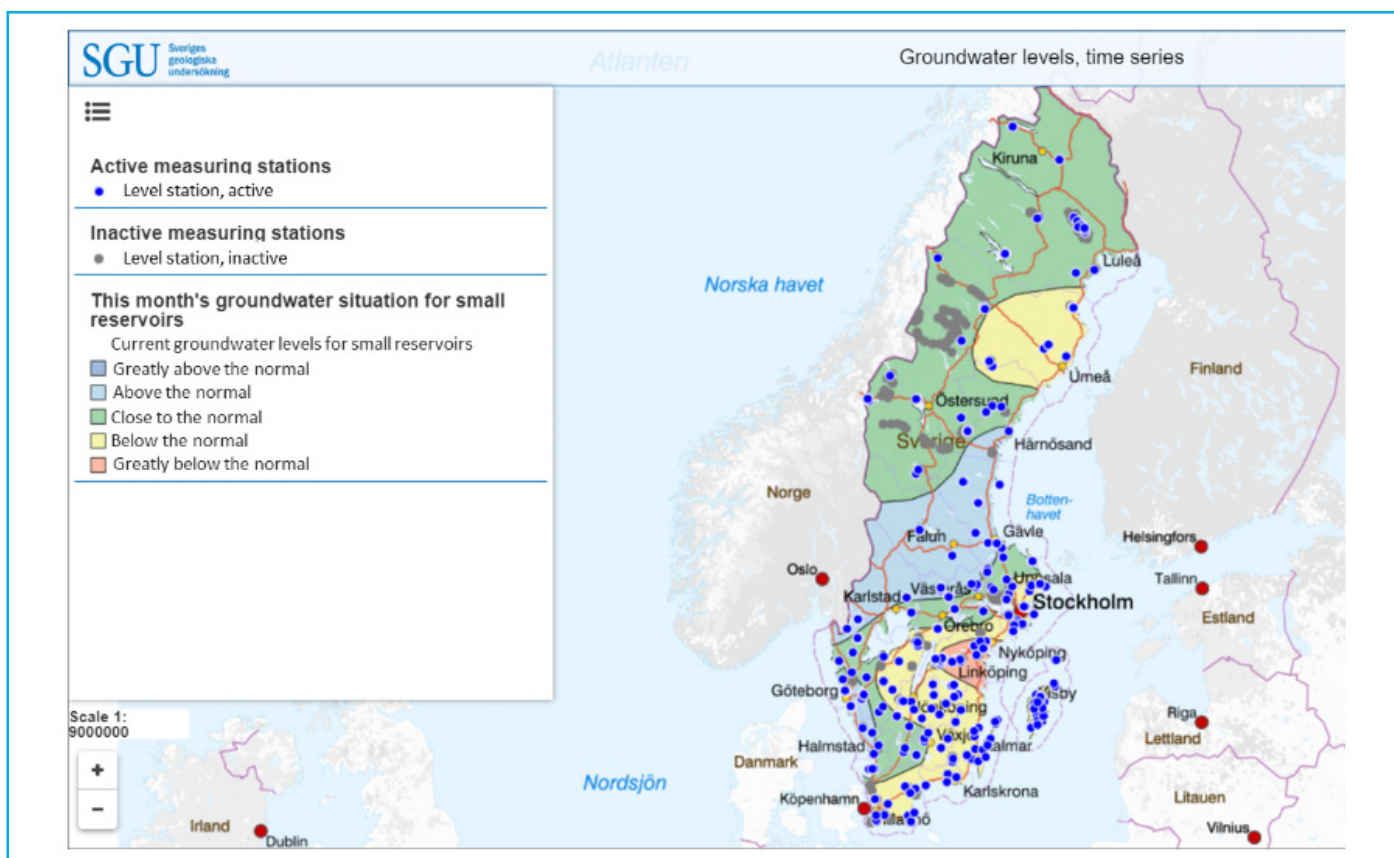 SGU
Sveriges
geologiska
undersökning
Atlanten
Groundwater levels, time series
Active measuring stations
Level station, active
Inactive measuring stations
Level station, inactive
This month's groundwater situation for small
reservoirs
Current groundwater levels for small reservoirs
Greatly above the normal
Above the normal
Close to the normal
Below the normal
Greatly below the normal
Scale 1:
9000000
+
−
Kiruna
Luleå
Norska havet
Umeå
Finland
Östersund
Sverige
Härnösand
Norge
Botten-
havet
Falun
Gävle
Helsingfors
Oslo
Uppsala
Tallinn
Karlstad
Västerås
Stockholm
Örebro
Estland
Nyköping
Linköping
Göteborg
Visby
Jönköping
Riga
Växjö
Lettland
Halmstad
Kalmar
Danmark
Nordsjön
Karlskrona
Köpenhamn
Litauen
Malmö
Irland
Dublin
Vilnius